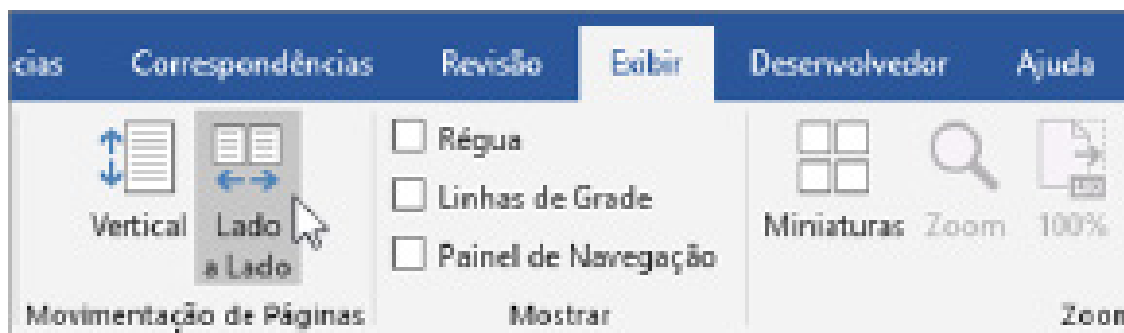 cias Correspondências Revisão Exibir Desenvolvedor Ajuda
Vertical
Lado
a Lado
Movimentação de Páginas
Régua
Linhas de Grade
Painel de Navegação
Mostrar
Miniaturas
Zoom
100%
Zoom